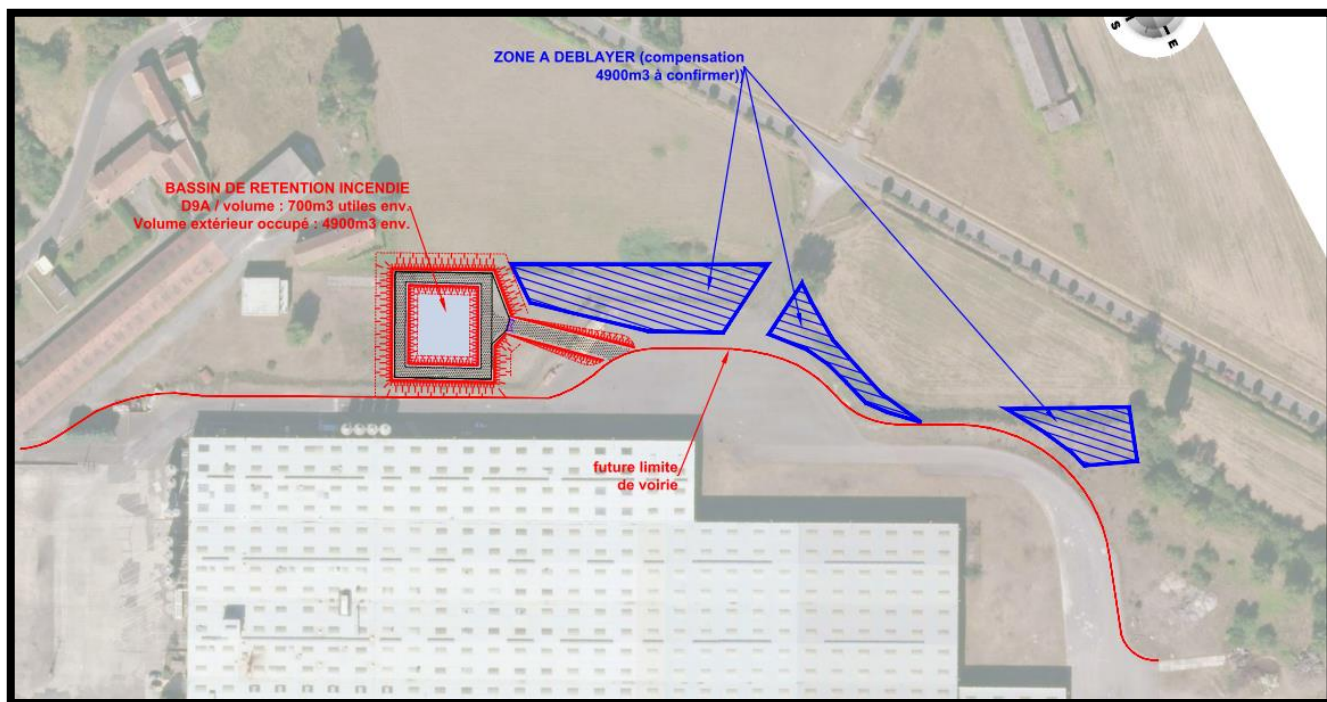 ZONE A DEBLAYER (compensation
4900m3 à confirmer))
BASSIN DE RETENTION INCENDIE
D9A / volume : 700m3 utiles env.
Volume extérieur occupé : 4900m3 env.
future limite
de voirie
S
E